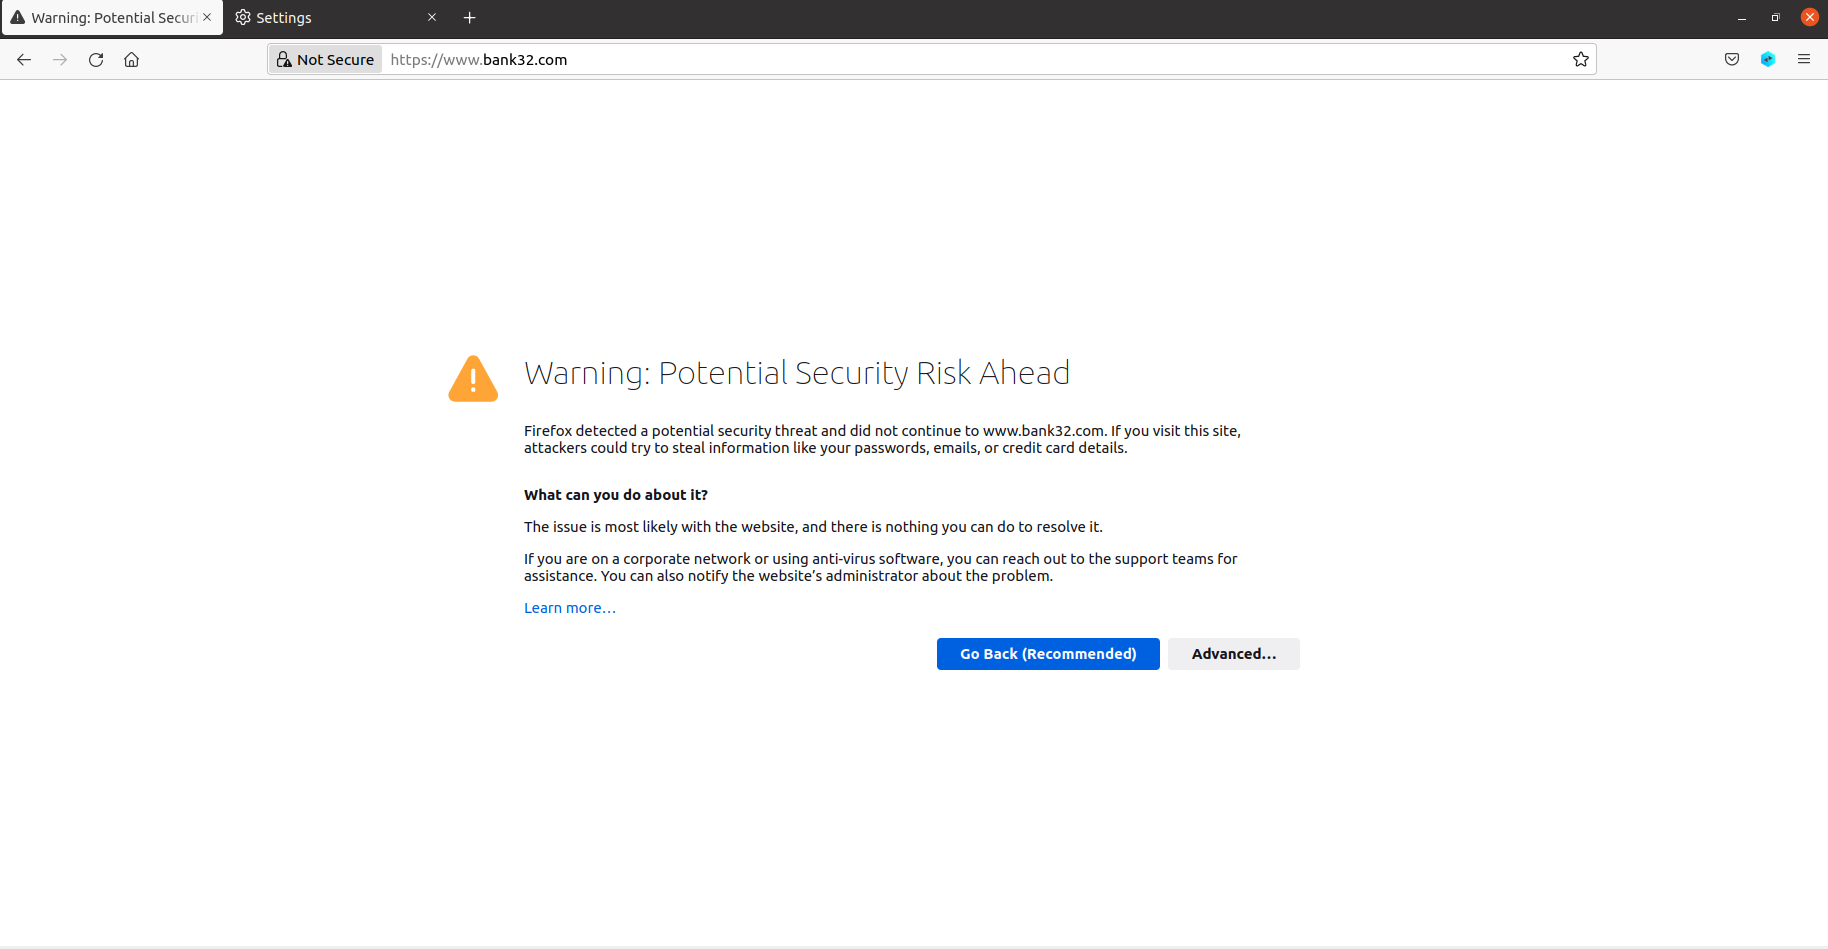 Warning: Potential Securi
Settings
Not Secure
https://www.bank32.com
Warning: Potential Security Risk Ahead
Firefox detected a potential security threat and did not continue to www.bank32.com. If you visit this site,
attackers could try to steal information like your passwords, emails, or credit card details.
What can you do about it?
The issue is most likely with the website, and there is nothing you can do to resolve it.
If you are on a corporate network or using anti-virus software, you can reach out to the support teams for
assistance. You can also notify the website’s administrator about the problem.
Learn more…
Go Back (Recommended)
Advanced…